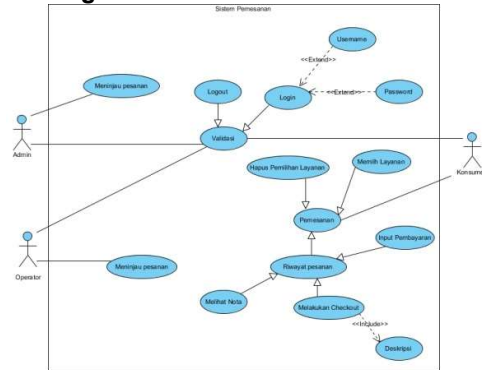 Sistem Pemesanan
Username
<<Extend>>
Meninjau pesanan
Logout
Login
<<Extend>>
Password
Validasi
Admin
Konsume
Hapus Pemilihan Layanan
Memilih Layanan
Pemesanan
Input Pembayaran
Riwayat pesanan
Operator
Meninjau pesanan
Melihat Nota
Melakukan Checkout
<<Include>>
Deskripsi